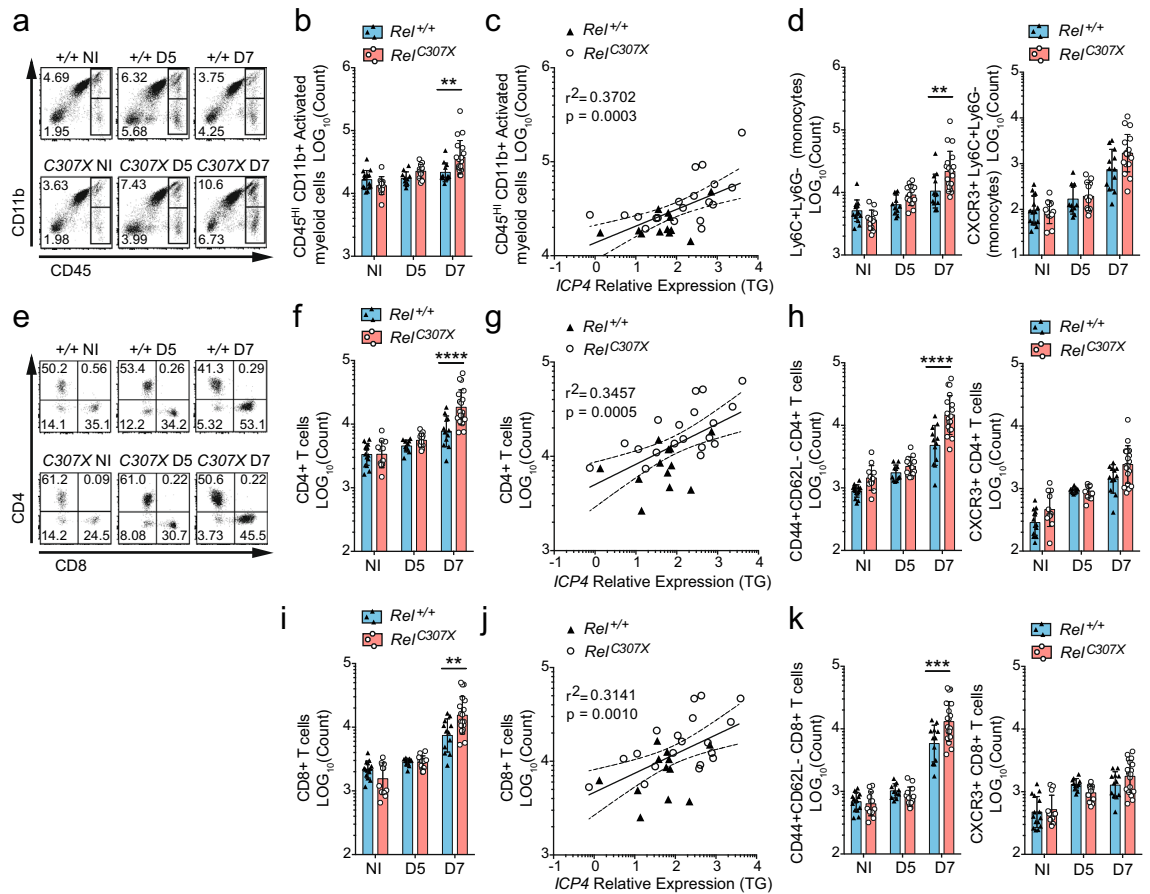 a
+/+ NI
+/+ D5
+/+ D7
4.69
1.95
6.32
5.68
3.75
4.25
C307X NI
C307X D5
C307X D7
3.63
1.98
7.43
3.99
10.6
6.73
CD11b
CD45
b
Rel+/+
RelC307X
CD45HI CD11b+ Activated
myeloid cells LOG10(Count)
6
5
4
3
**
NI
D5
D7
c
Rel+/+
RelC307X
CD45HI CD11b+ Activated
myeloid cells LOG10(Count)
6
5
4
r2=0.3702
p = 0.0003
-1
0
1
2
3
4
ICP4 Relative Expression (TG)
d
Rel+/+
RelC307X
Ly6C+Ly6G- (monocytes)
LOG10(Count)
6
5
4
3
**
NI
D5
D7
CXCR3+ Ly6C+Ly6G-
(monocytes) LOG10(Count)
5
4
3
2
1
NI
D5
D7
e
+/+ NI
+/+ D5
+/+ D7
50.2
0.56
14.1
35.1
53.4
0.26
12.2
34.2
41.3
0.29
5.32
53.1
C307X NI
C307X D5
C307X D7
61.2
0.09
14.2
24.5
61.0
0.22
8.08
30.7
50.6
0.22
3.73
45.5
CD4
CD8
f
Rel+/+
RelC307X
CD4+ T cells
LOG10(Count)
5
4
3
2
****
NI
D5
D7
g
Rel+/+
RelC307X
CD4+ T cells
LOG10(Count)
5
4
3
r2=0.3457
p = 0.0005
-1
0
1
2
3
4
ICP4 Relative Expression (TG)
h
Rel+/+
RelC307X
CD44+CD62L- CD4+ T cells
LOG10(Count)
5
4
3
2
****
NI
D5
D7
CXCR3+ CD4+ T cells
LOG10(Count)
5
4
3
2
NI
D5
D7
i
Rel+/+
RelC307X
CD8+ T cells
LOG10(Count)
5
4
3
2
**
NI
D5
D7
j
Rel+/+
RelC307X
CD8+ T cells
LOG10(Count)
5
4
3
r2=0.3141
p = 0.0010
-1
0
1
2
3
4
ICP4 Relative Expression (TG)
k
Rel+/+
RelC307X
CD44+CD62L- CD8+ T cells
LOG10(Count)
5
4
3
2
***
NI
D5
D7
CXCR3+ CD8+ T cells
LOG10(Count)
5
4
3
2
NI
D5
D7